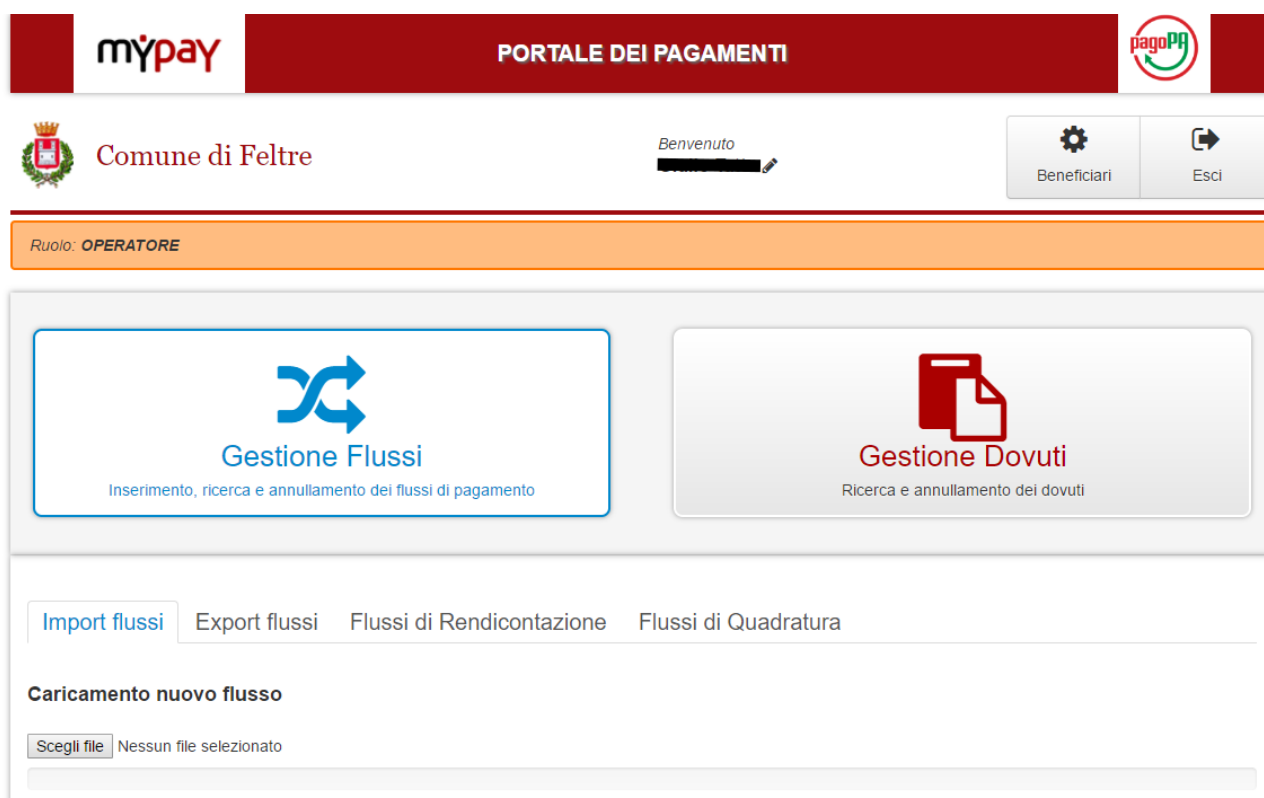 mypay
PORTALE DEI PAGAMENTI
pagoPA
Comune di Feltre
Benvenuto
Beneficiari
Esci
Ruolo: OPERATORE
Gestione Flussi
Inserimento, ricerca e annullamento dei flussi di pagamento
Gestione Dovuti
Ricerca e annullamento dei dovuti
Import flussi Export flussi Flussi di Rendicontazione Flussi di Quadratura
Caricamento nuovo flusso
Scegli file Nessun file selezionato